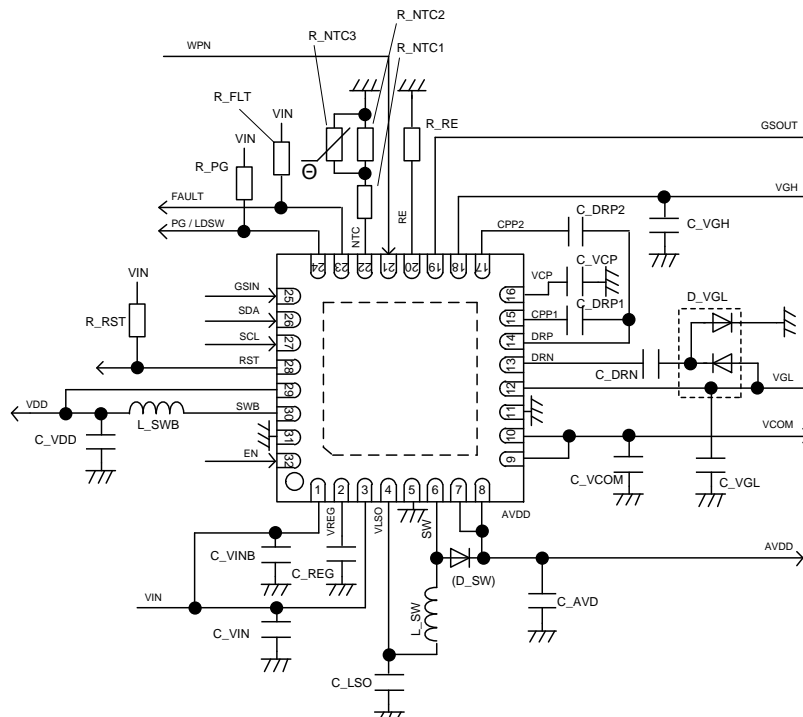 R_NTC2
R_NTC3
R_NTC1
WPN
R_FLT
VIN
VIN
R_PG
R_RE
GSOUT
FAULT
VGH
PG / LDSW
NTC
RE
CPP2
C_DRP2
C_VGH
24
23
22
21
20
19
18
17
VCP
C_VCP
16
VIN
GSIN
25
CPP1
C_DRP1
15
D_VGL
R_RST
SDA
26
DRP
14
SCL
27
DRN
13
RST
28
C_DRN
12
VGL
29
VDD
SWB
30
11
L_SWB
VCOM
C_VDD
31
10
EN
32
9
C_VCOM
C_VGL
1
2
3
4
5
6
7
8
VREG
VLSO
SW
AVDD
C_VINB
C_REG
AVDD
(D_SW)
VIN
L_SW
C_AVD
C_VIN
C_LSO